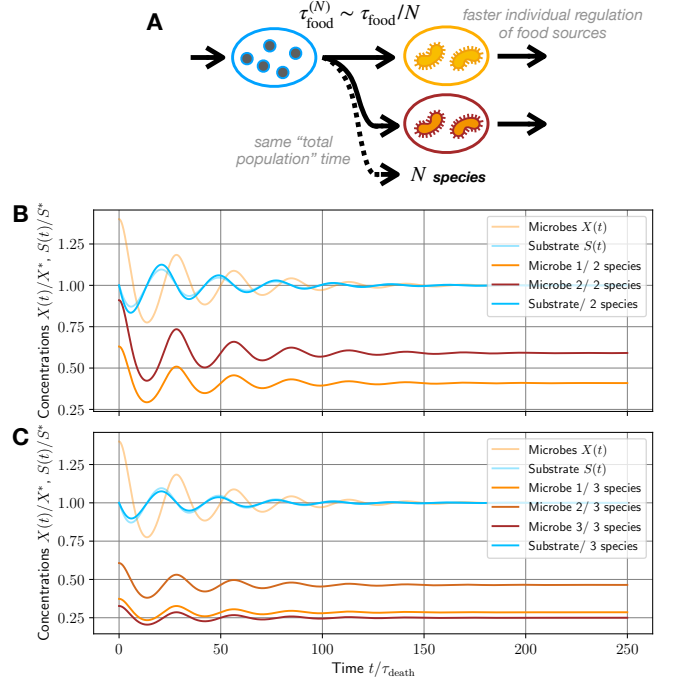 A
τ_food^(N) ∼ τ_food/N
faster individual regulation
of food sources
same “total
population” time
N species
B
Concentrations X(t)/X*, S(t)/S*
1.25
1.00
0.75
0.50
0.25
Microbes X(t)
Substrate S(t)
Microbe 1/ 2 species
Microbe 2/ 2 species
Substrate/ 2 species
C
Concentrations X(t)/X*, S(t)/S*
1.25
1.00
0.75
0.50
0.25
Microbes X(t)
Substrate S(t)
Microbe 1/ 3 species
Microbe 2/ 3 species
Microbe 3/ 3 species
Substrate/ 3 species
0 50 100 150 200 250
Time t/τ_death